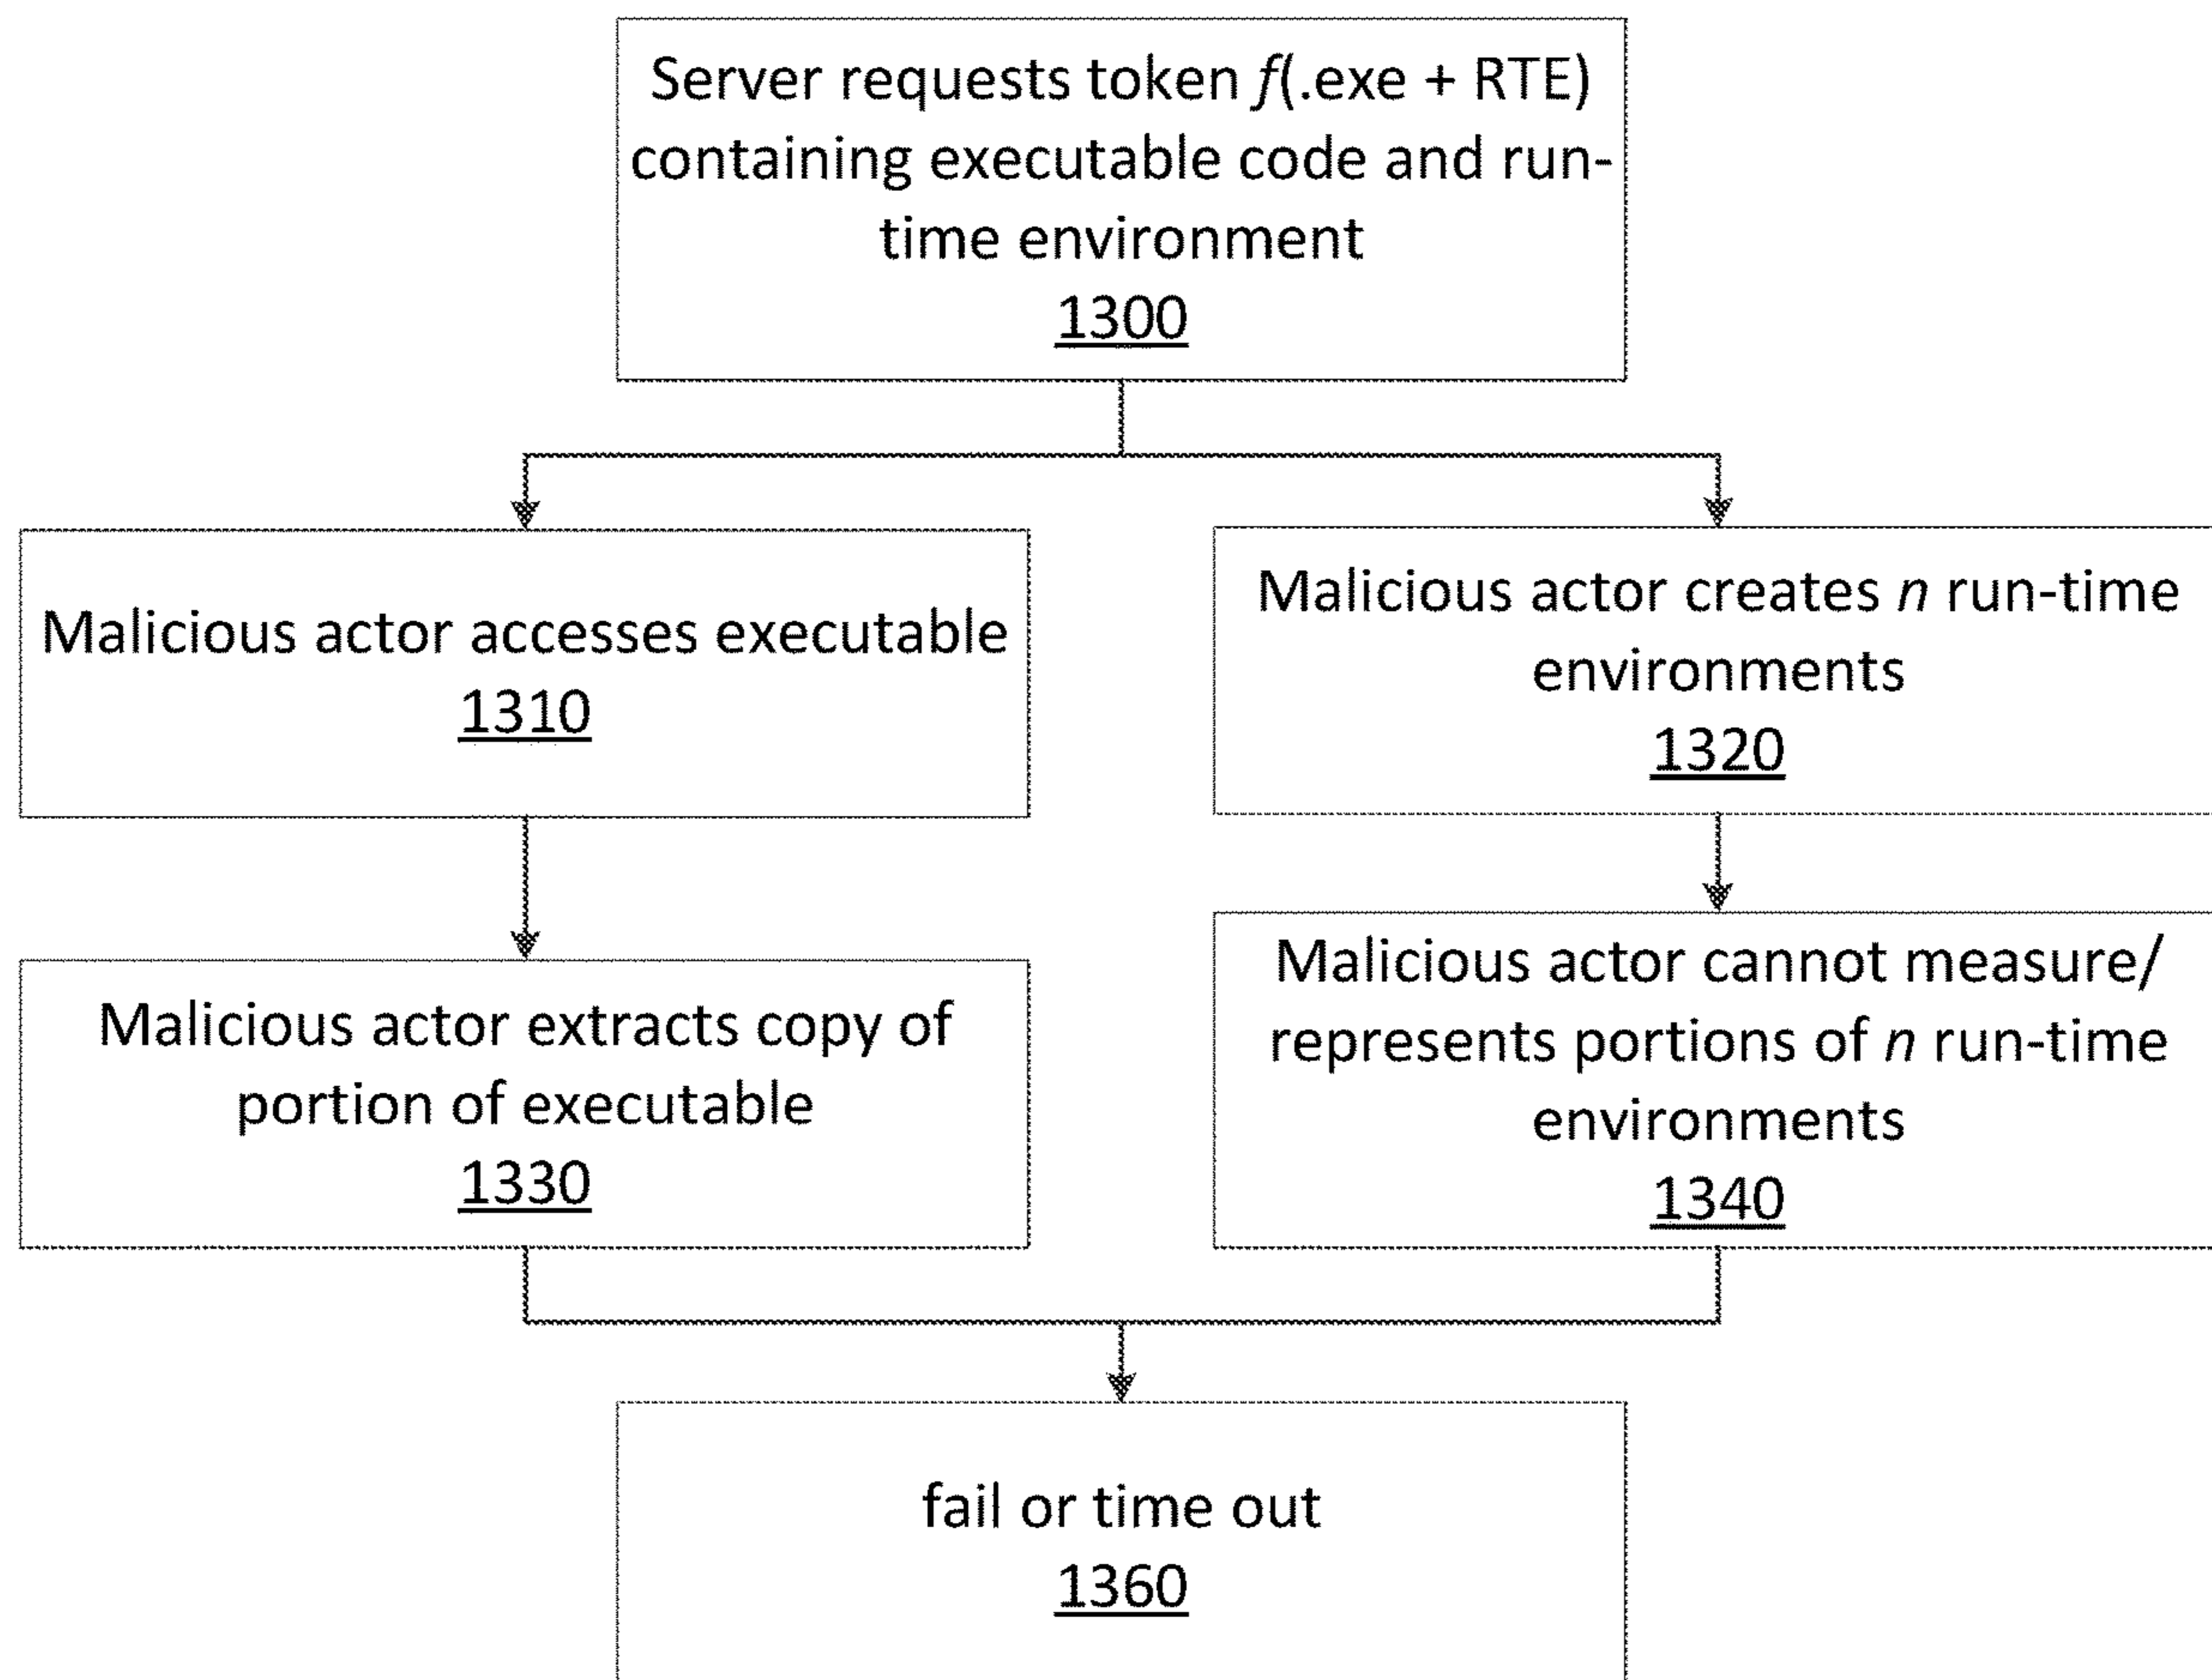 Server requests token f(.exe + RTE)
containing executable code and run-
time environment
1300
Malicious actor accesses executable
1310
Malicious actor creates n run-time
environments
1320
Malicious actor extracts copy of
portion of executable
1330
Malicious actor cannot measure/
represents portions of n run-time
environments
1340
fail or time out
1360